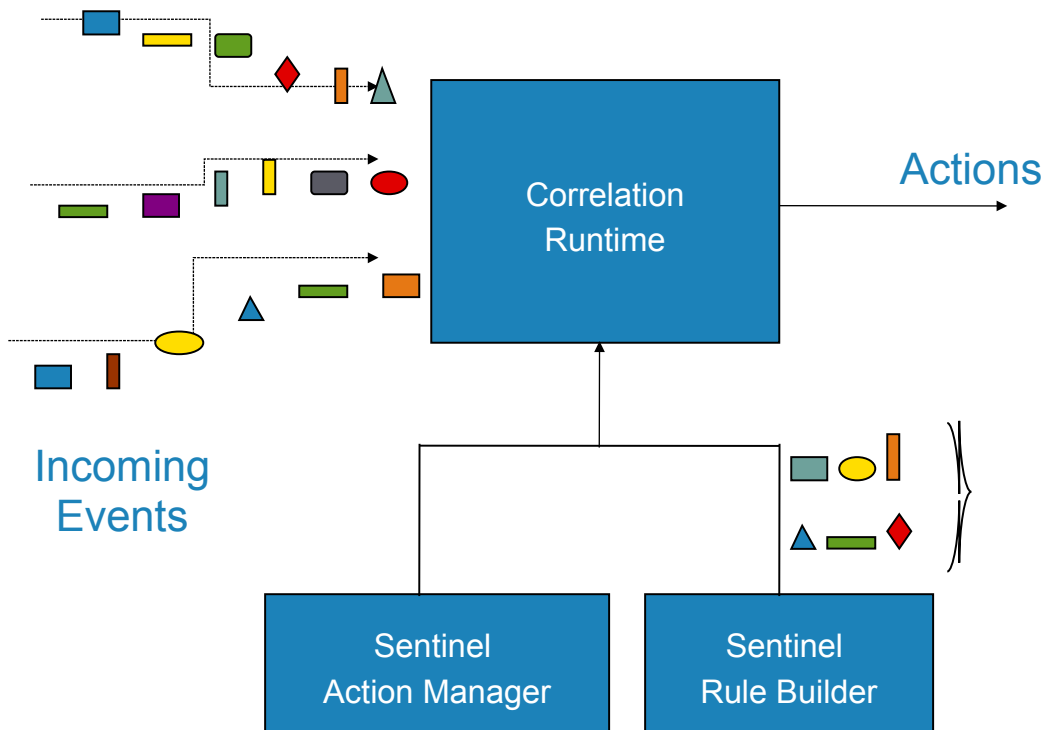 Actions
Correlation
Runtime
Incoming
Events
Sentinel
Action Manager
Sentinel
Rule Builder